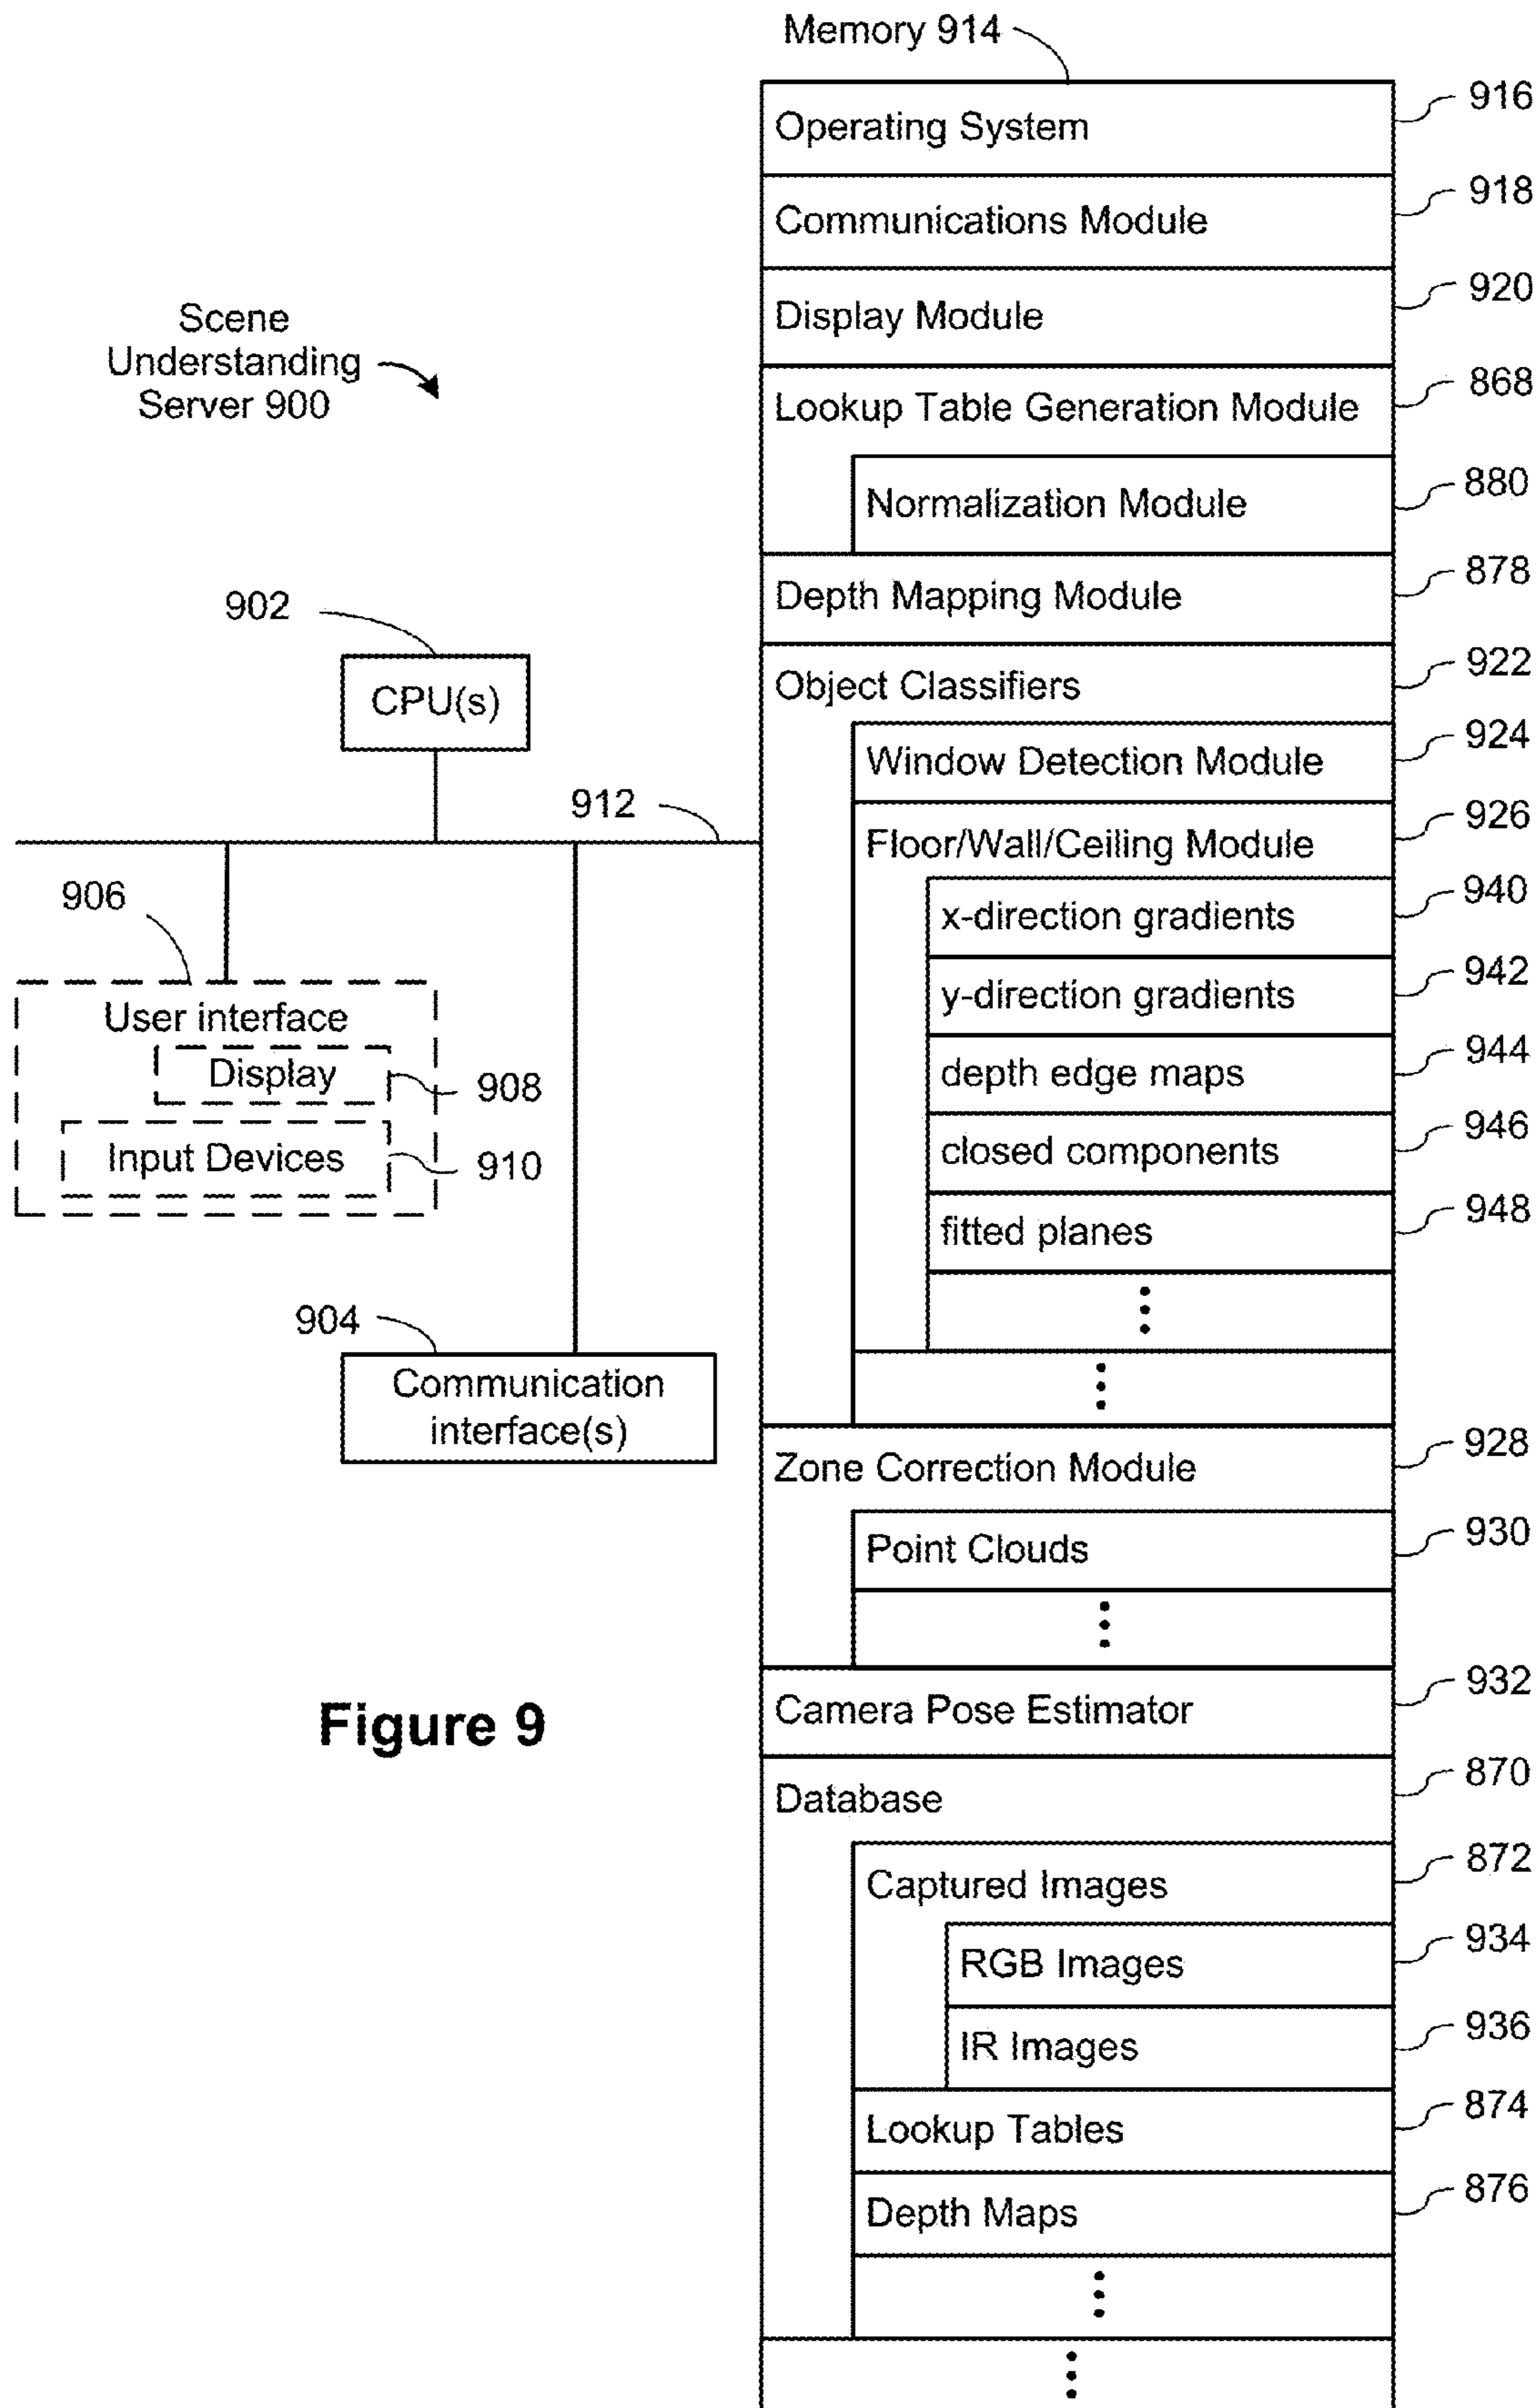 Memory 914
Operating System
916
Communications Module
918
Display Module
920
Scene
Understanding
Server 900
Lookup Table Generation Module
868
Normalization Module
880
Depth Mapping Module
878
902
CPU(s)
912
Object Classifiers
922
Window Detection Module
924
Floor/Wall/Ceiling Module
926
906
User interface
Display
908
Input Devices
910
x-direction gradients
940
y-direction gradients
942
depth edge maps
944
closed components
946
fitted planes
948
904
Communication
interface(s)
Zone Correction Module
928
Point Clouds
930
Figure 9
Camera Pose Estimator
932
Database
870
Captured Images
872
RGB Images
934
IR Images
936
Lookup Tables
874
Depth Maps
876